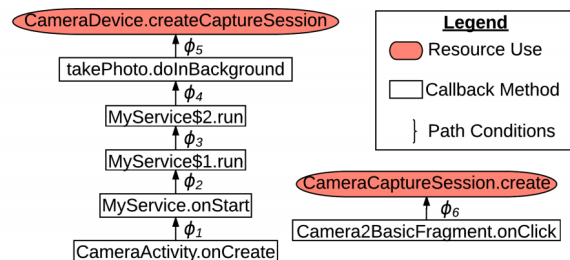 CameraDevice.createCaptureSession
ϕ5
takePhoto.doInBackground
ϕ4
MyService$2.run
ϕ3
MyService$1.run
ϕ2
MyService.onStart
ϕ1
CameraActivity.onCreate
Legend
Resource Use
Callback Method
} Path Conditions
CameraCaptureSession.create
ϕ6
Camera2BasicFragment.onClick